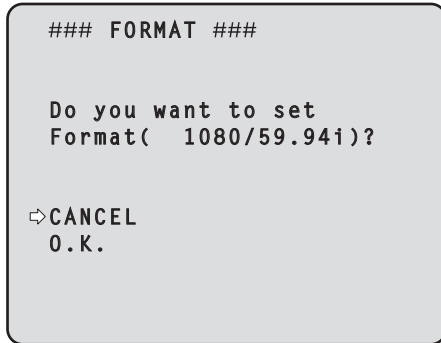 ### FORMAT ###
Do you want to set
Format(  1080/59.94i)?
⇨CANCEL
O.K.